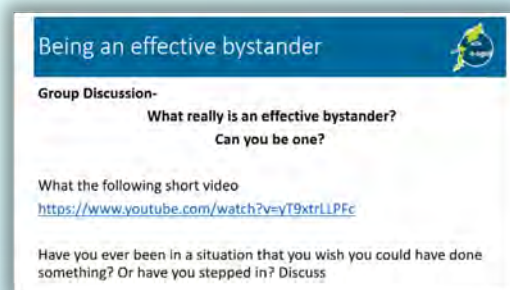 Being an effective bystander
Group Discussion-
What really is an effective bystander?
Can you be one?
What the following short video
https://www.youtube.com/watch?v=yT9xtrLLPFc
Have you ever been in a situation that you wish you could have done
something? Or have you stepped in? Discuss